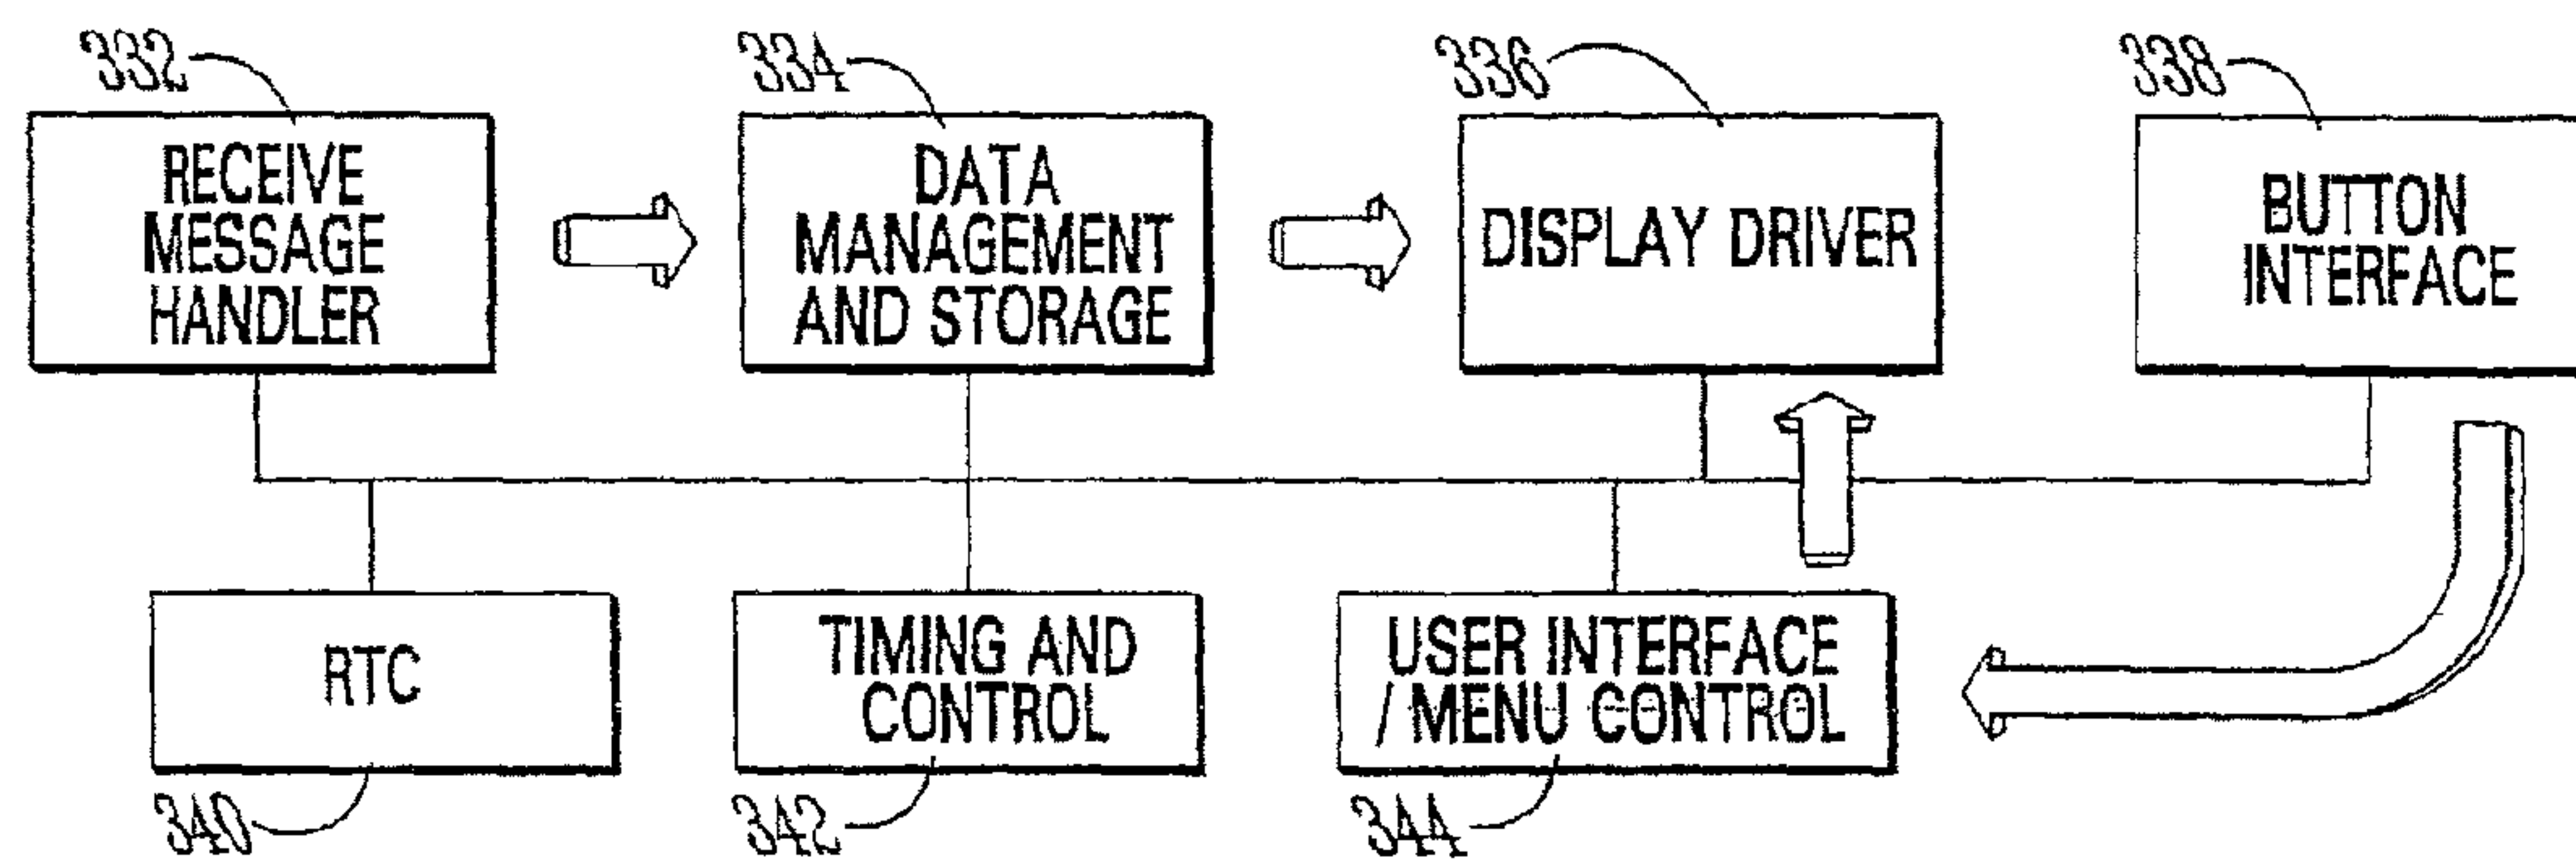 332
334
336
338
RECEIVE
MESSAGE
HANDLER
DATA
MANAGEMENT
AND STORAGE
DISPLAY DRIVER
BUTTON
INTERFACE
RTC
TIMING AND
CONTROL
USER INTERFACE
/ MENU CONTROL
340
342
344